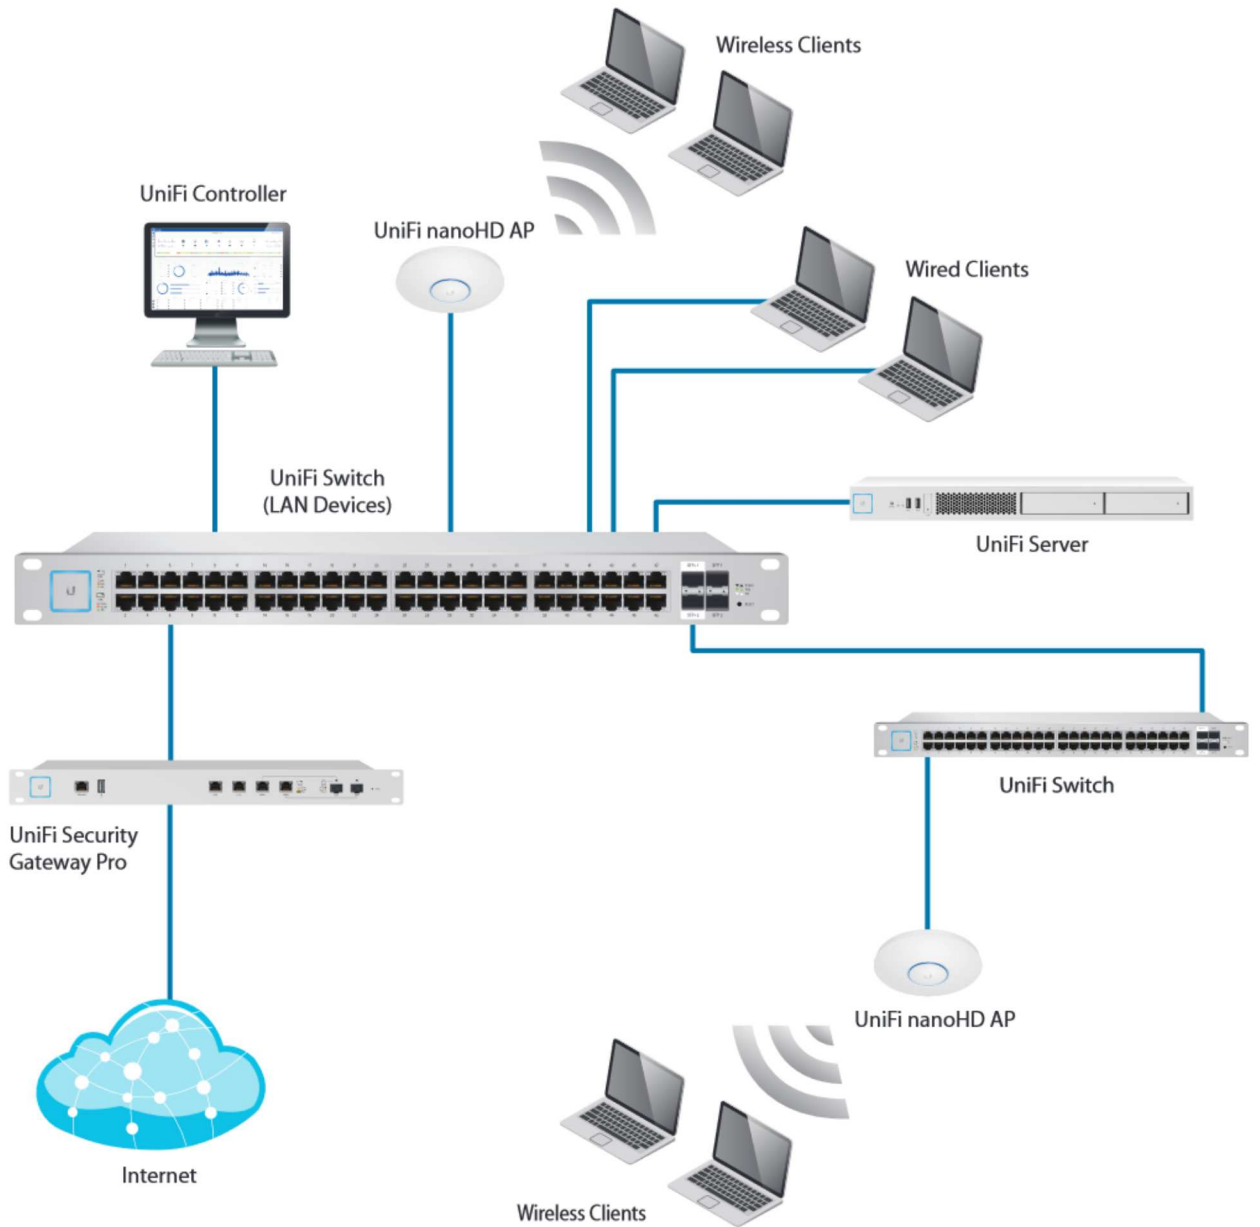 Wireless Clients
UniFi Controller
UniFi nanoHD AP
Wired Clients
UniFi Switch
(LAN Devices)
UniFi Server
UniFi Switch
UniFi Security
Gateway Pro
UniFi nanoHD AP
Internet
Wireless Clients